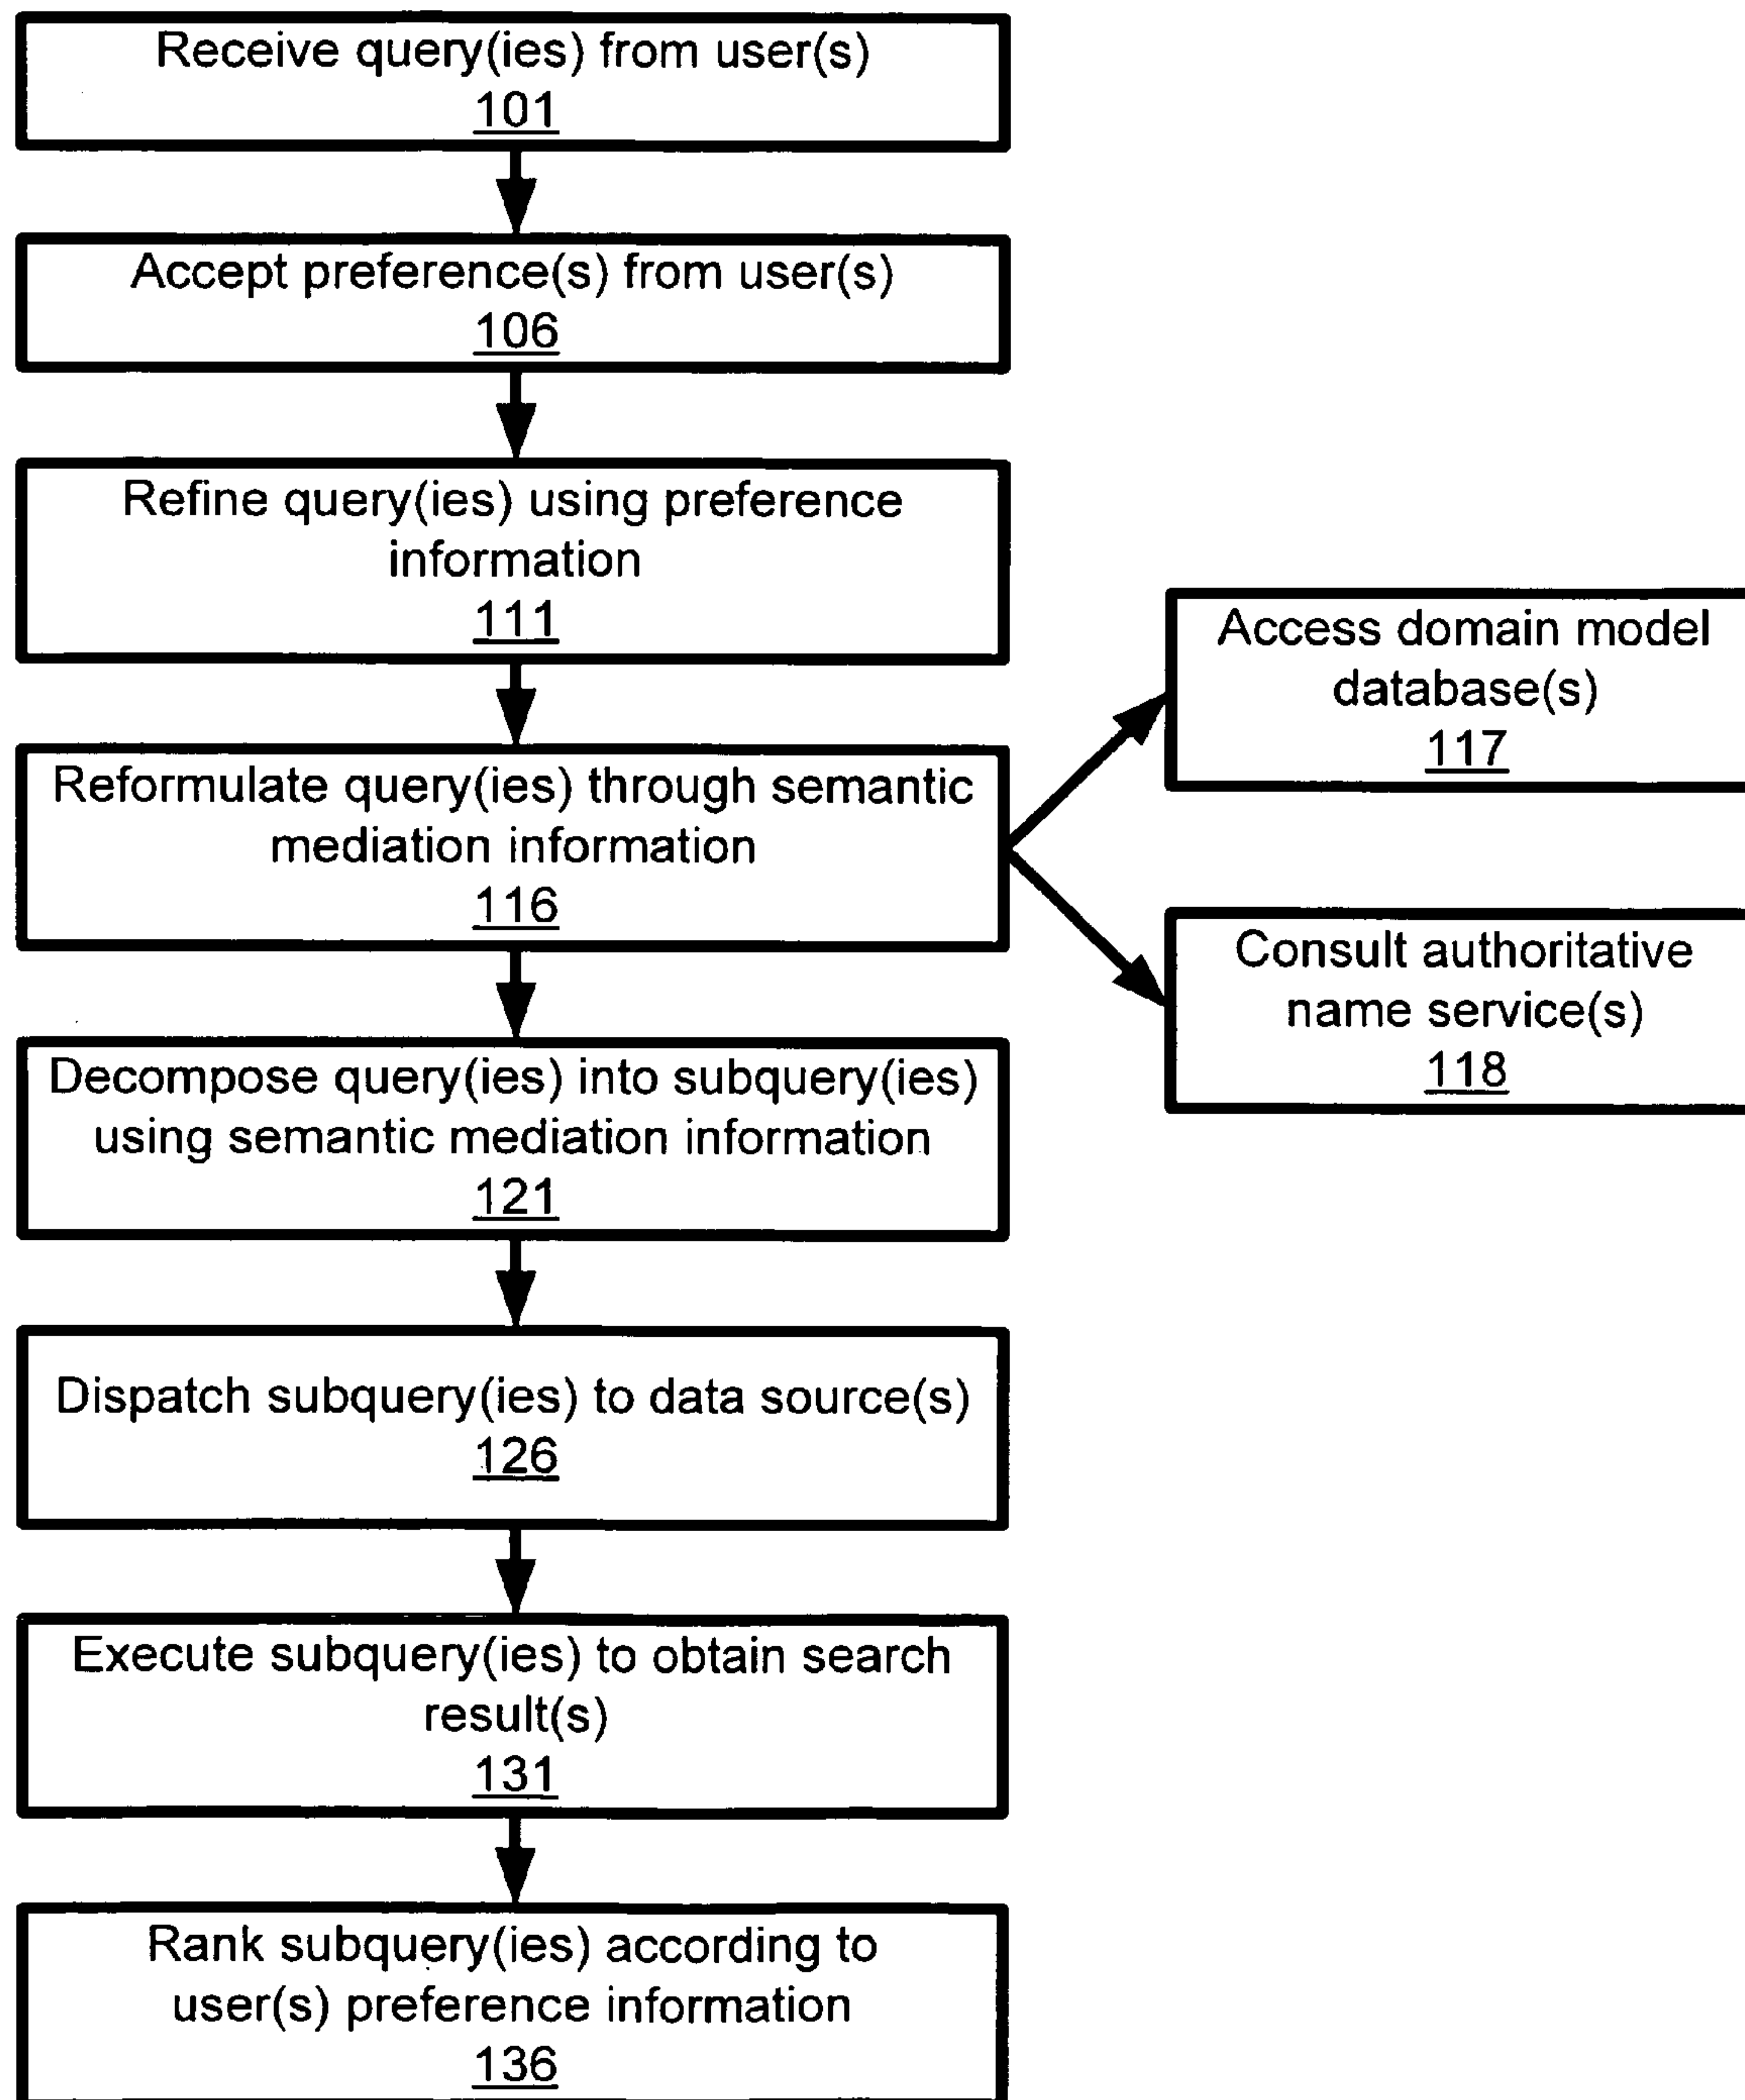 Receive query(ies) from user(s)
101
Accept preference(s) from user(s)
106
Refine query(ies) using preference
information
111
Reformulate query(ies) through semantic
mediation information
116
Access domain model
database(s)
117
Consult authoritative
name service(s)
118
Decompose query(ies) into subquery(ies)
using semantic mediation information
121
Dispatch subquery(ies) to data source(s)
126
Execute subquery(ies) to obtain search
result(s)
131
Rank subquery(ies) according to
user(s) preference information
136